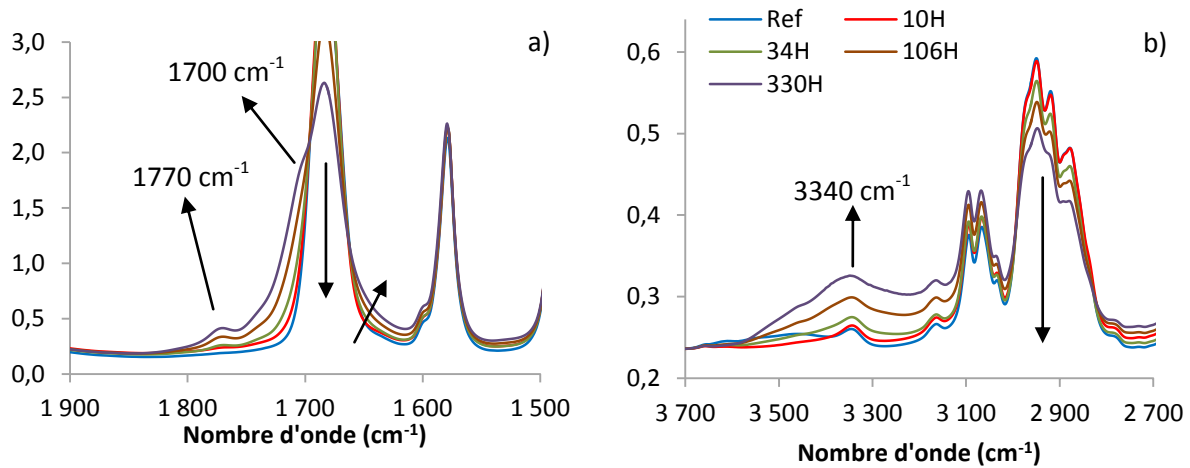 a)
3,0
2,5
2,0
1,5
1,0
0,5
0,0
1700 cm-1
1770 cm-1
1 900 1 800 1 700 1 600 1 500
Nombre d'onde (cm-1)
b)
Ref 10H
34H 106H
330H
0,6
0,5
0,4
0,3
0,2
3340 cm-1
3 700 3 500 3 300 3 100 2 900 2 700
Nombre d'onde (cm-1)